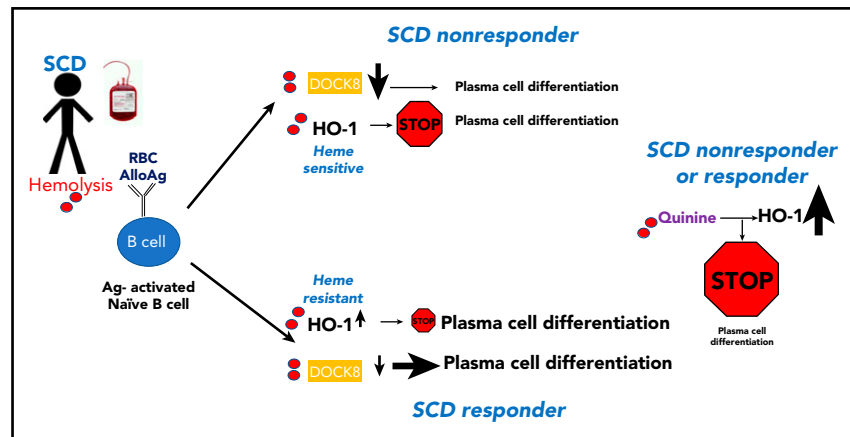 SCD nonresponder
SCD
DOCK8
Plasma cell differentiation
HO-1
STOP
Plasma cell differentiation
Heme
sensitive
RBC
AlloAg
Hemolysis
B cell
Ag- activated
Naïve B cell
Heme
resistant
HO-1
STOP
Plasma cell differentiation
DOCK8
Plasma cell differentiation
SCD responder
SCD nonresponder
or responder
Quinine
HO-1
STOP
Plasma cell
differentiation